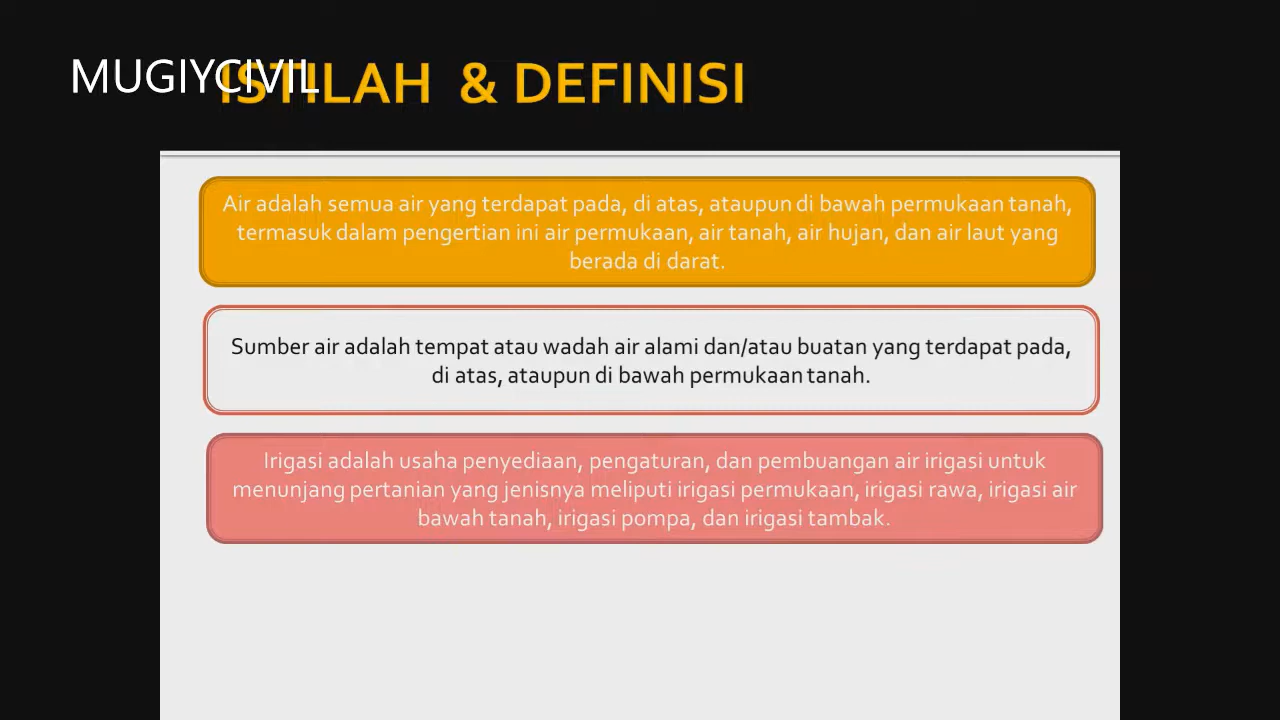 MUGIYCIVIL
ISTILAH & DEFINISI
Air adalah semua air yang terdapat pada, di atas, ataupun di bawah permukaan tanah,
termasuk dalam pengertian ini air permukaan, air tanah, air hujan, dan air laut yang
berada di darat.
Sumber air adalah tempat atau wadah air alami dan/atau buatan yang terdapat pada,
di atas, ataupun di bawah permukaan tanah.
Irigasi adalah usaha penyediaan, pengaturan, dan pembuangan air irigasi untuk
menunjang pertanian yang jenisnya meliputi irigasi permukaan, irigasi rawa, irigasi air
bawah tanah, irigasi pompa, dan irigasi tambak.